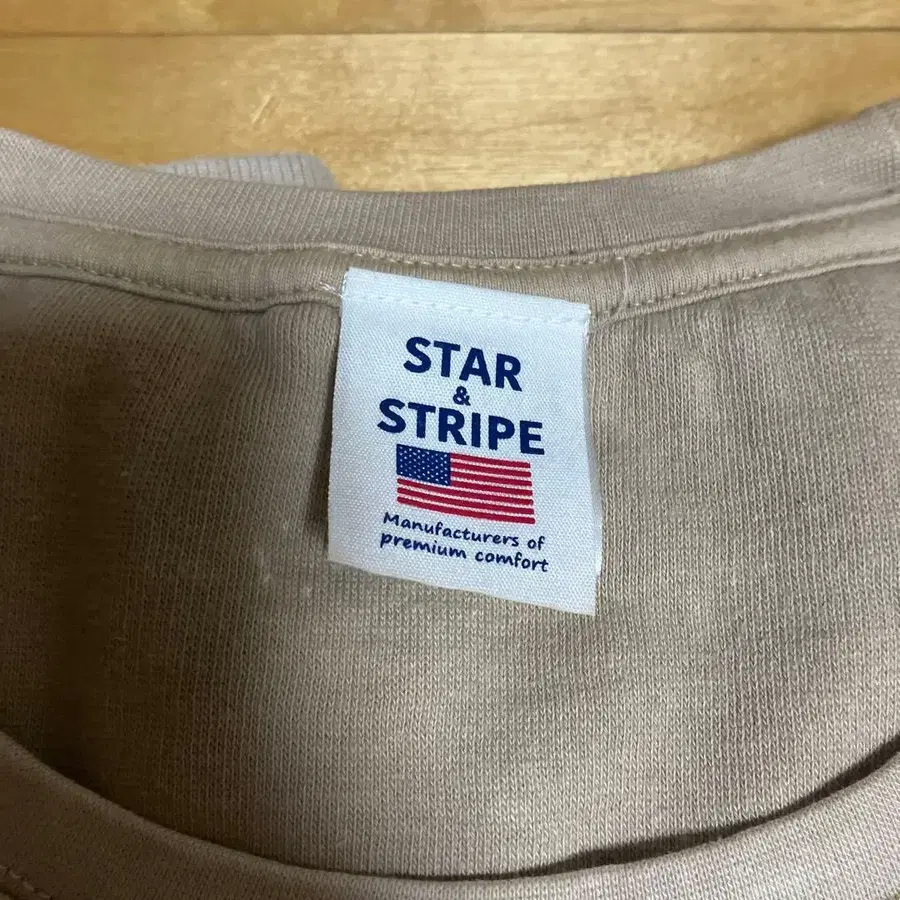 STAR
&
STRIPE
Manufacturers of
premium comfort